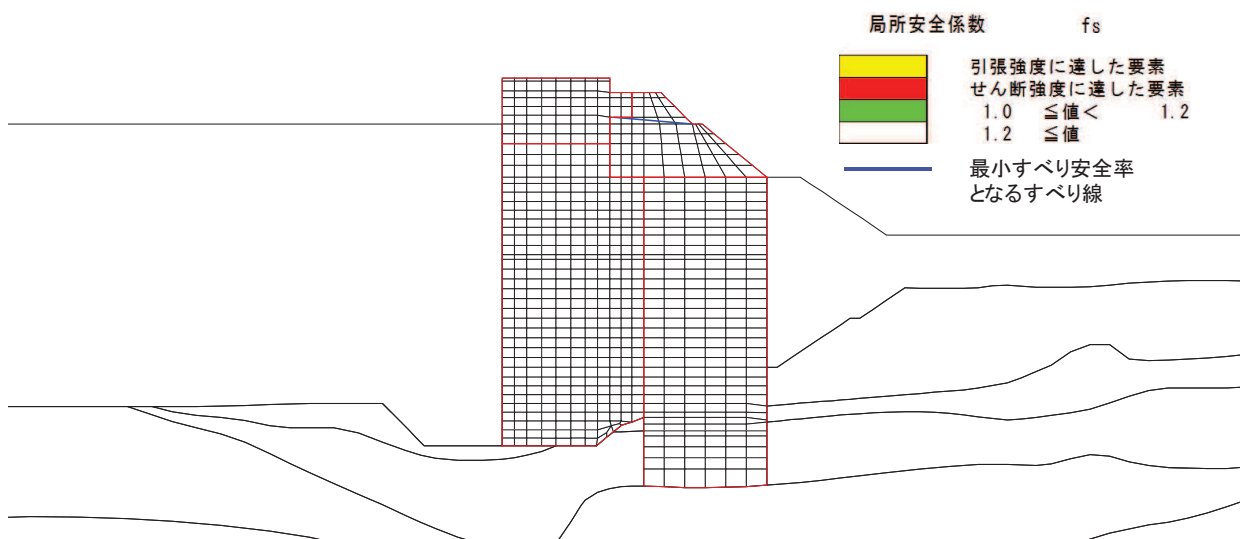 局所安全係数 fs
引張強度に達した要素
せん断強度に達した要素
1.0 ≦値< 1.2
1.2 ≦値
最小すべり安全率
となるすべり線